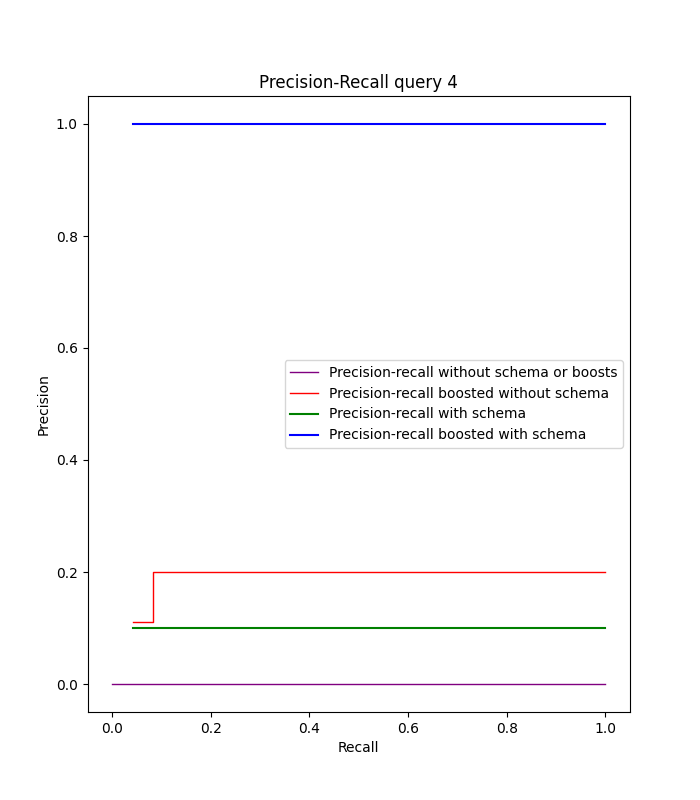 Precision-Recall query 4
1.0
0.8
0.6
0.4
0.2
0.0
Precision
Precision-recall without schema or boosts
Precision-recall boosted without schema
Precision-recall with schema
Precision-recall boosted with schema
0.0 0.2 0.4 0.6 0.8 1.0
Recall